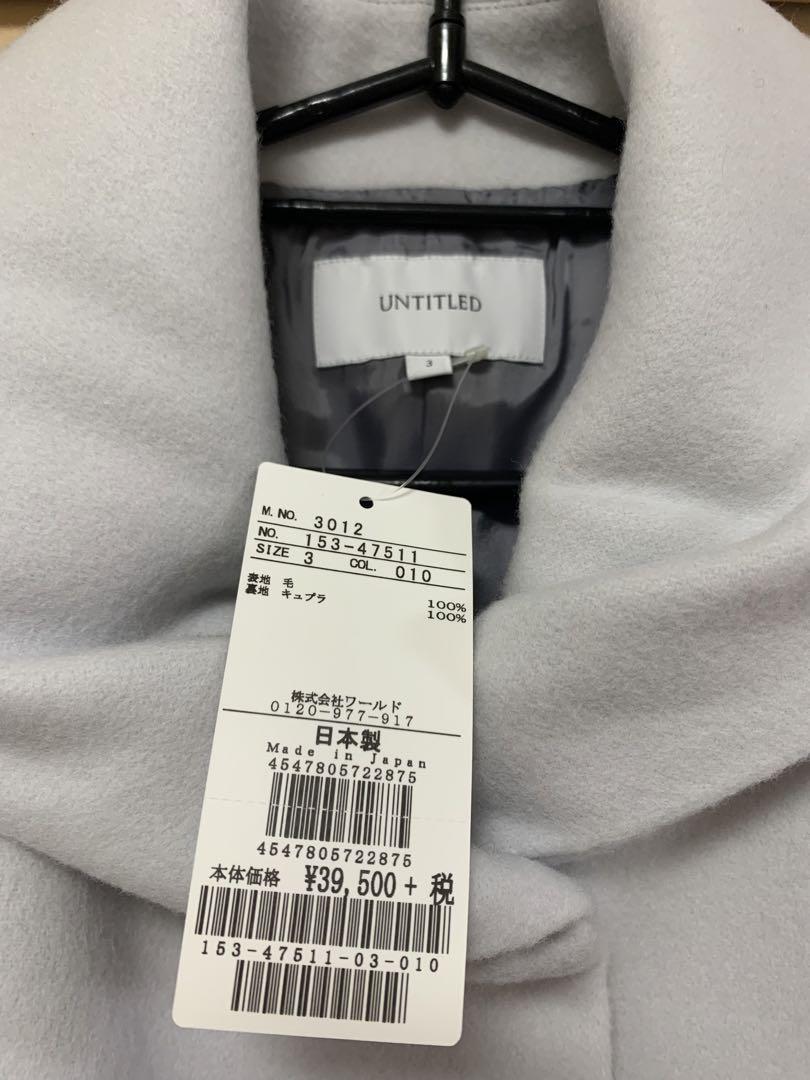 UNTITLED
3
M. NO. 3012
NO. 153-47511
SIZE 3 COL. 010
表地 毛 100%
裏地 キュプラ 100%
株式会社ワールド
0120-977-917
日本製
Made in Japan
4547805722875
4547805722875
本体価格 ¥39,500+ 税
153-47511-03-010